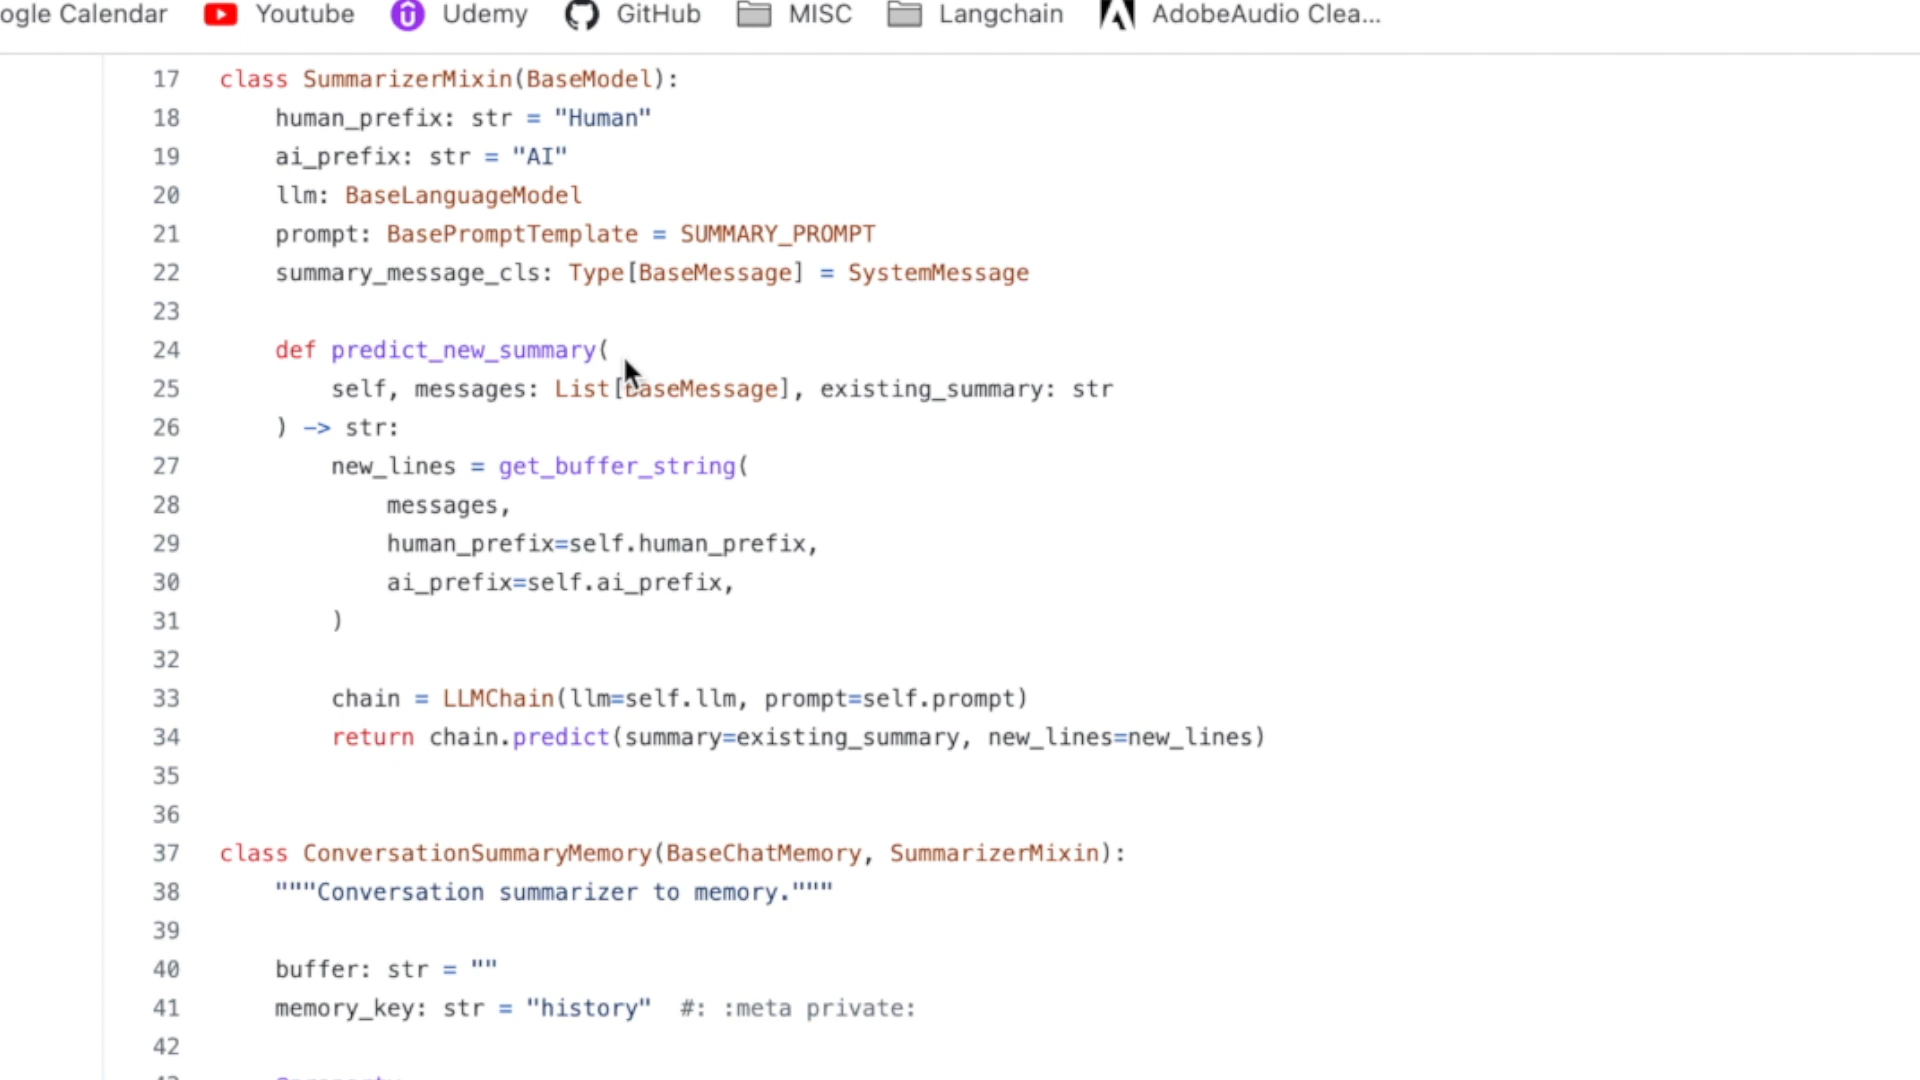 ogle Calendar Youtube Udemy GitHub MISC Langchain AdobeAudio Clea...
17 class SummarizerMixin(BaseModel):
18 human_prefix: str = "Human"
19 ai_prefix: str = "AI"
20 llm: BaseLanguageModel
21 prompt: BasePromptTemplate = SUMMARY_PROMPT
22 summary_message_cls: Type[BaseMessage] = SystemMessage
23
24 def predict_new_summary(
25 self, messages: List[BaseMessage], existing_summary: str
26 ) -> str:
27 new_lines = get_buffer_string(
28 messages,
29 human_prefix=self.human_prefix,
30 ai_prefix=self.ai_prefix,
31 )
32
33 chain = LLMChain(llm=self.llm, prompt=self.prompt)
34 return chain.predict(summary=existing_summary, new_lines=new_lines)
35
36
37 class ConversationSummaryMemory(BaseChatMemory, SummarizerMixin):
38 """Conversation summarizer to memory."""
39
40 buffer: str = ""
41 memory_key: str = "history" #: :meta private:
42